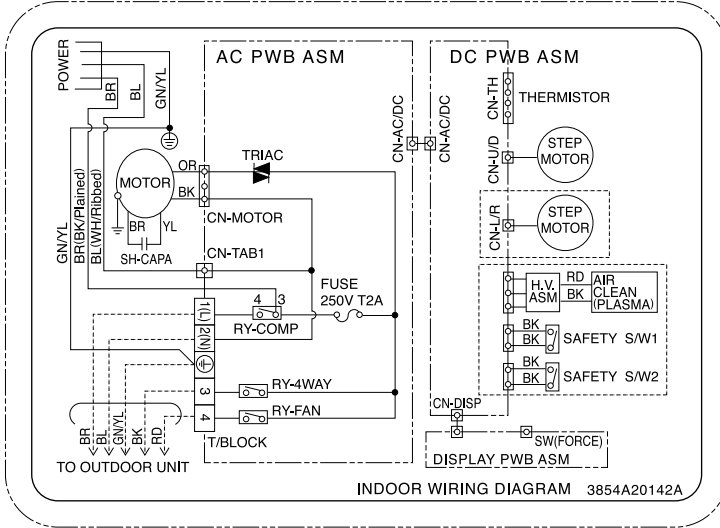 AC PWB ASM
DC PWB ASM
POWER
BR
BL
GN/YL
CN-AC/DC
CN-AC/DC
CN-TH
THERMISTOR
CN-U/D
STEP
MOTOR
TRIAC
OR
BK
MOTOR
CN-MOTOR
BR
YL
SH-CAPA
GN/YL
BR(BK/Plained)
BL(WH/Ribbed)
CN-L/R
STEP
MOTOR
CN-TAB1
FUSE
250V T2A
4 3
RY-COMP
1(L)
2(N)
3
4
H.V.
ASM
RD
BK
AIR
CLEAN
(PLASMA)
BK
BK
SAFETY S/W1
BK
BK
SAFETY S/W2
RY-4WAY
RY-FAN
T/BLOCK
CN-DISP
SW(FORCE)
DISPLAY PWB ASM
BR
BL
GN/YL
BK
RD
TO OUTDOOR UNIT
INDOOR WIRING DIAGRAM 3854A20142A